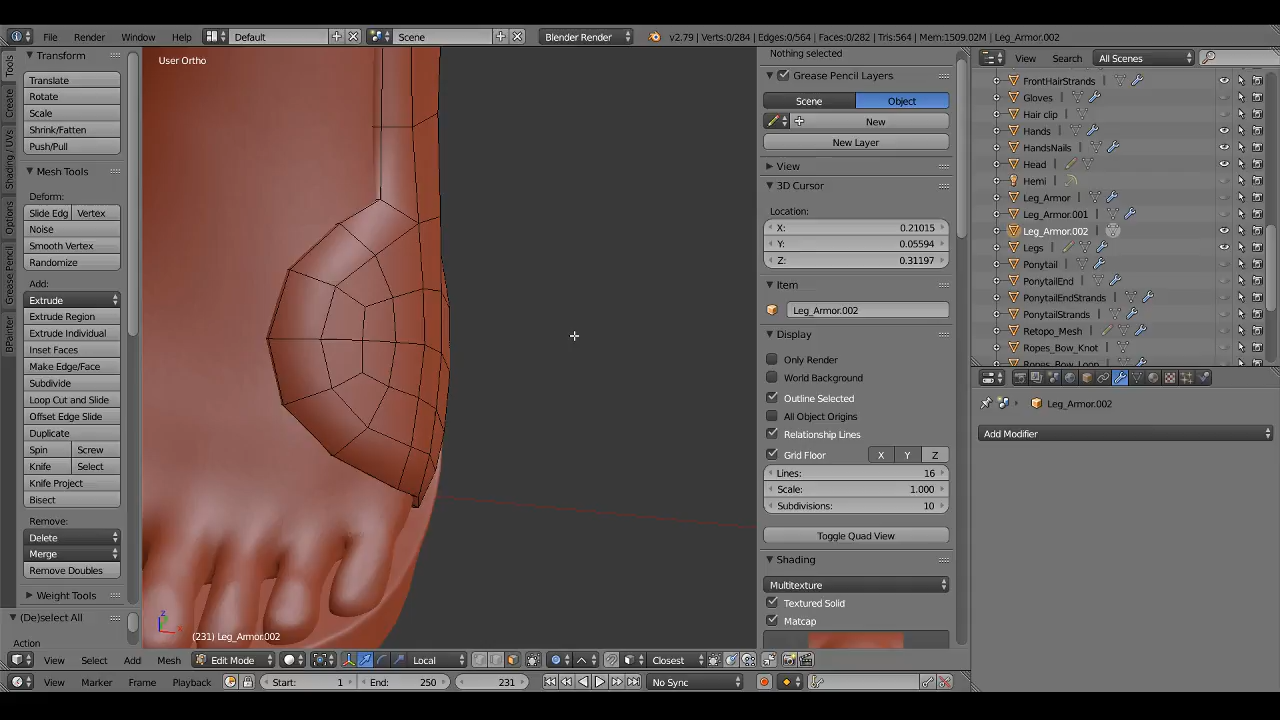 File Render Window Help Default Scene Blender Render v2.79 | Verts:0/284 | Edges:0/564 | Faces:0/282 | Tris:564 | Mem:1509.02M | Leg_Armor.002
Tools
Create
Shading / UVs
Options
Grease Pencil
BPainter
Transform
Translate
Rotate
Scale
Shrink/Fatten
Push/Pull
Mesh Tools
Deform:
Slide Edg Vertex
Noise
Smooth Vertex
Randomize
Add:
Extrude
Extrude Region
Extrude Individual
Inset Faces
Make Edge/Face
Subdivide
Loop Cut and Slide
Offset Edge Slide
Duplicate
Spin Screw
Knife Select
Knife Project
Bisect
Remove:
Delete
Merge
Remove Doubles
Weight Tools
(De)select All
Action
User Ortho
z
x
(231) Leg_Armor.002
Nothing selected
Grease Pencil Layers
Scene Object
New
New Layer
View
3D Cursor
Location:
X: 0.21015
Y: 0.05594
Z: 0.31197
Item
Leg_Armor.002
Display
Only Render
World Background
Outline Selected
All Object Origins
Relationship Lines
Grid Floor X Y Z
Lines: 16
Scale: 1.000
Subdivisions: 10
Toggle Quad View
Shading
Multitexture
Textured Solid
Matcap
View Search All Scenes
FrontHairStrands
Gloves
Hair clip
Hands
HandsNails
Head
Hemi
Leg_Armor
Leg_Armor.001
Leg_Armor.002
Legs
Ponytail
PonytailEnd
PonytailEndStrands
PonytailStrands
Retopo_Mesh
Ropes_Bow_Knot
Leg_Armor.002
Add Modifier
View Select Add Mesh Edit Mode Local Closest
View Marker Frame Playback Start: 1 End: 250 231 No Sync